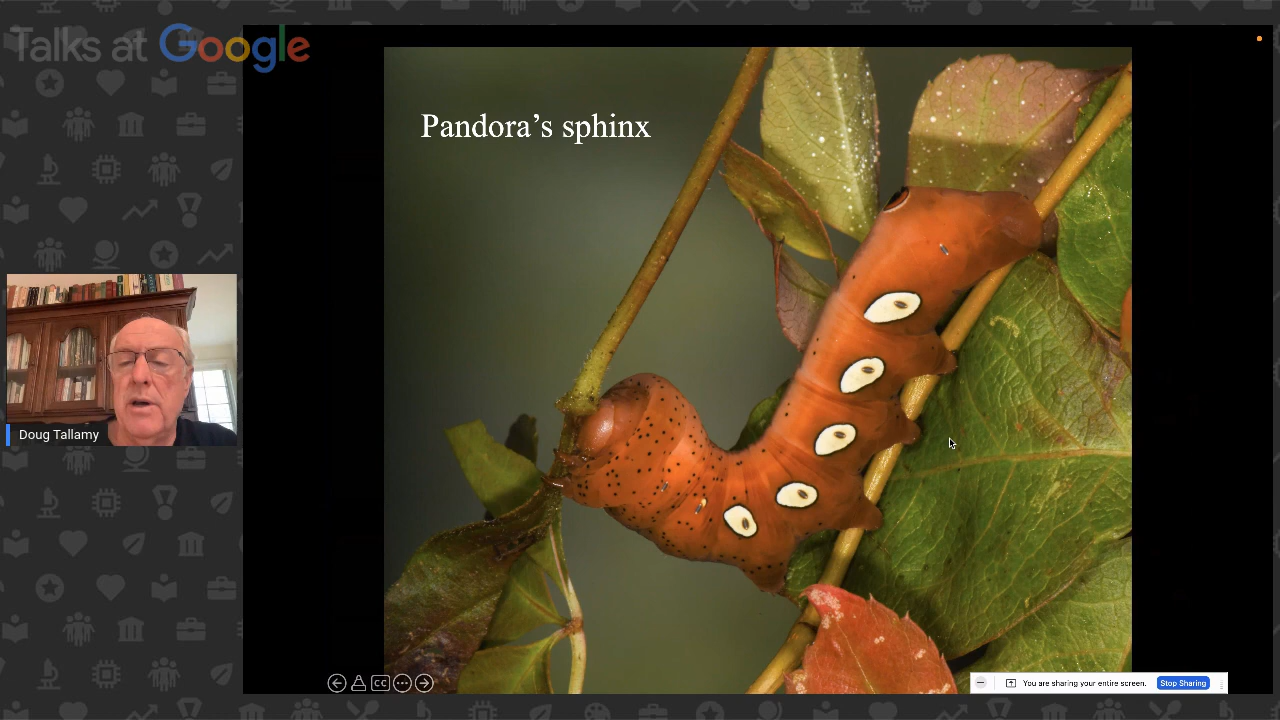 Talks at Google
Pandora's sphinx
Doug Tallamy
CC
You are sharing your entire screen.
Stop Sharing